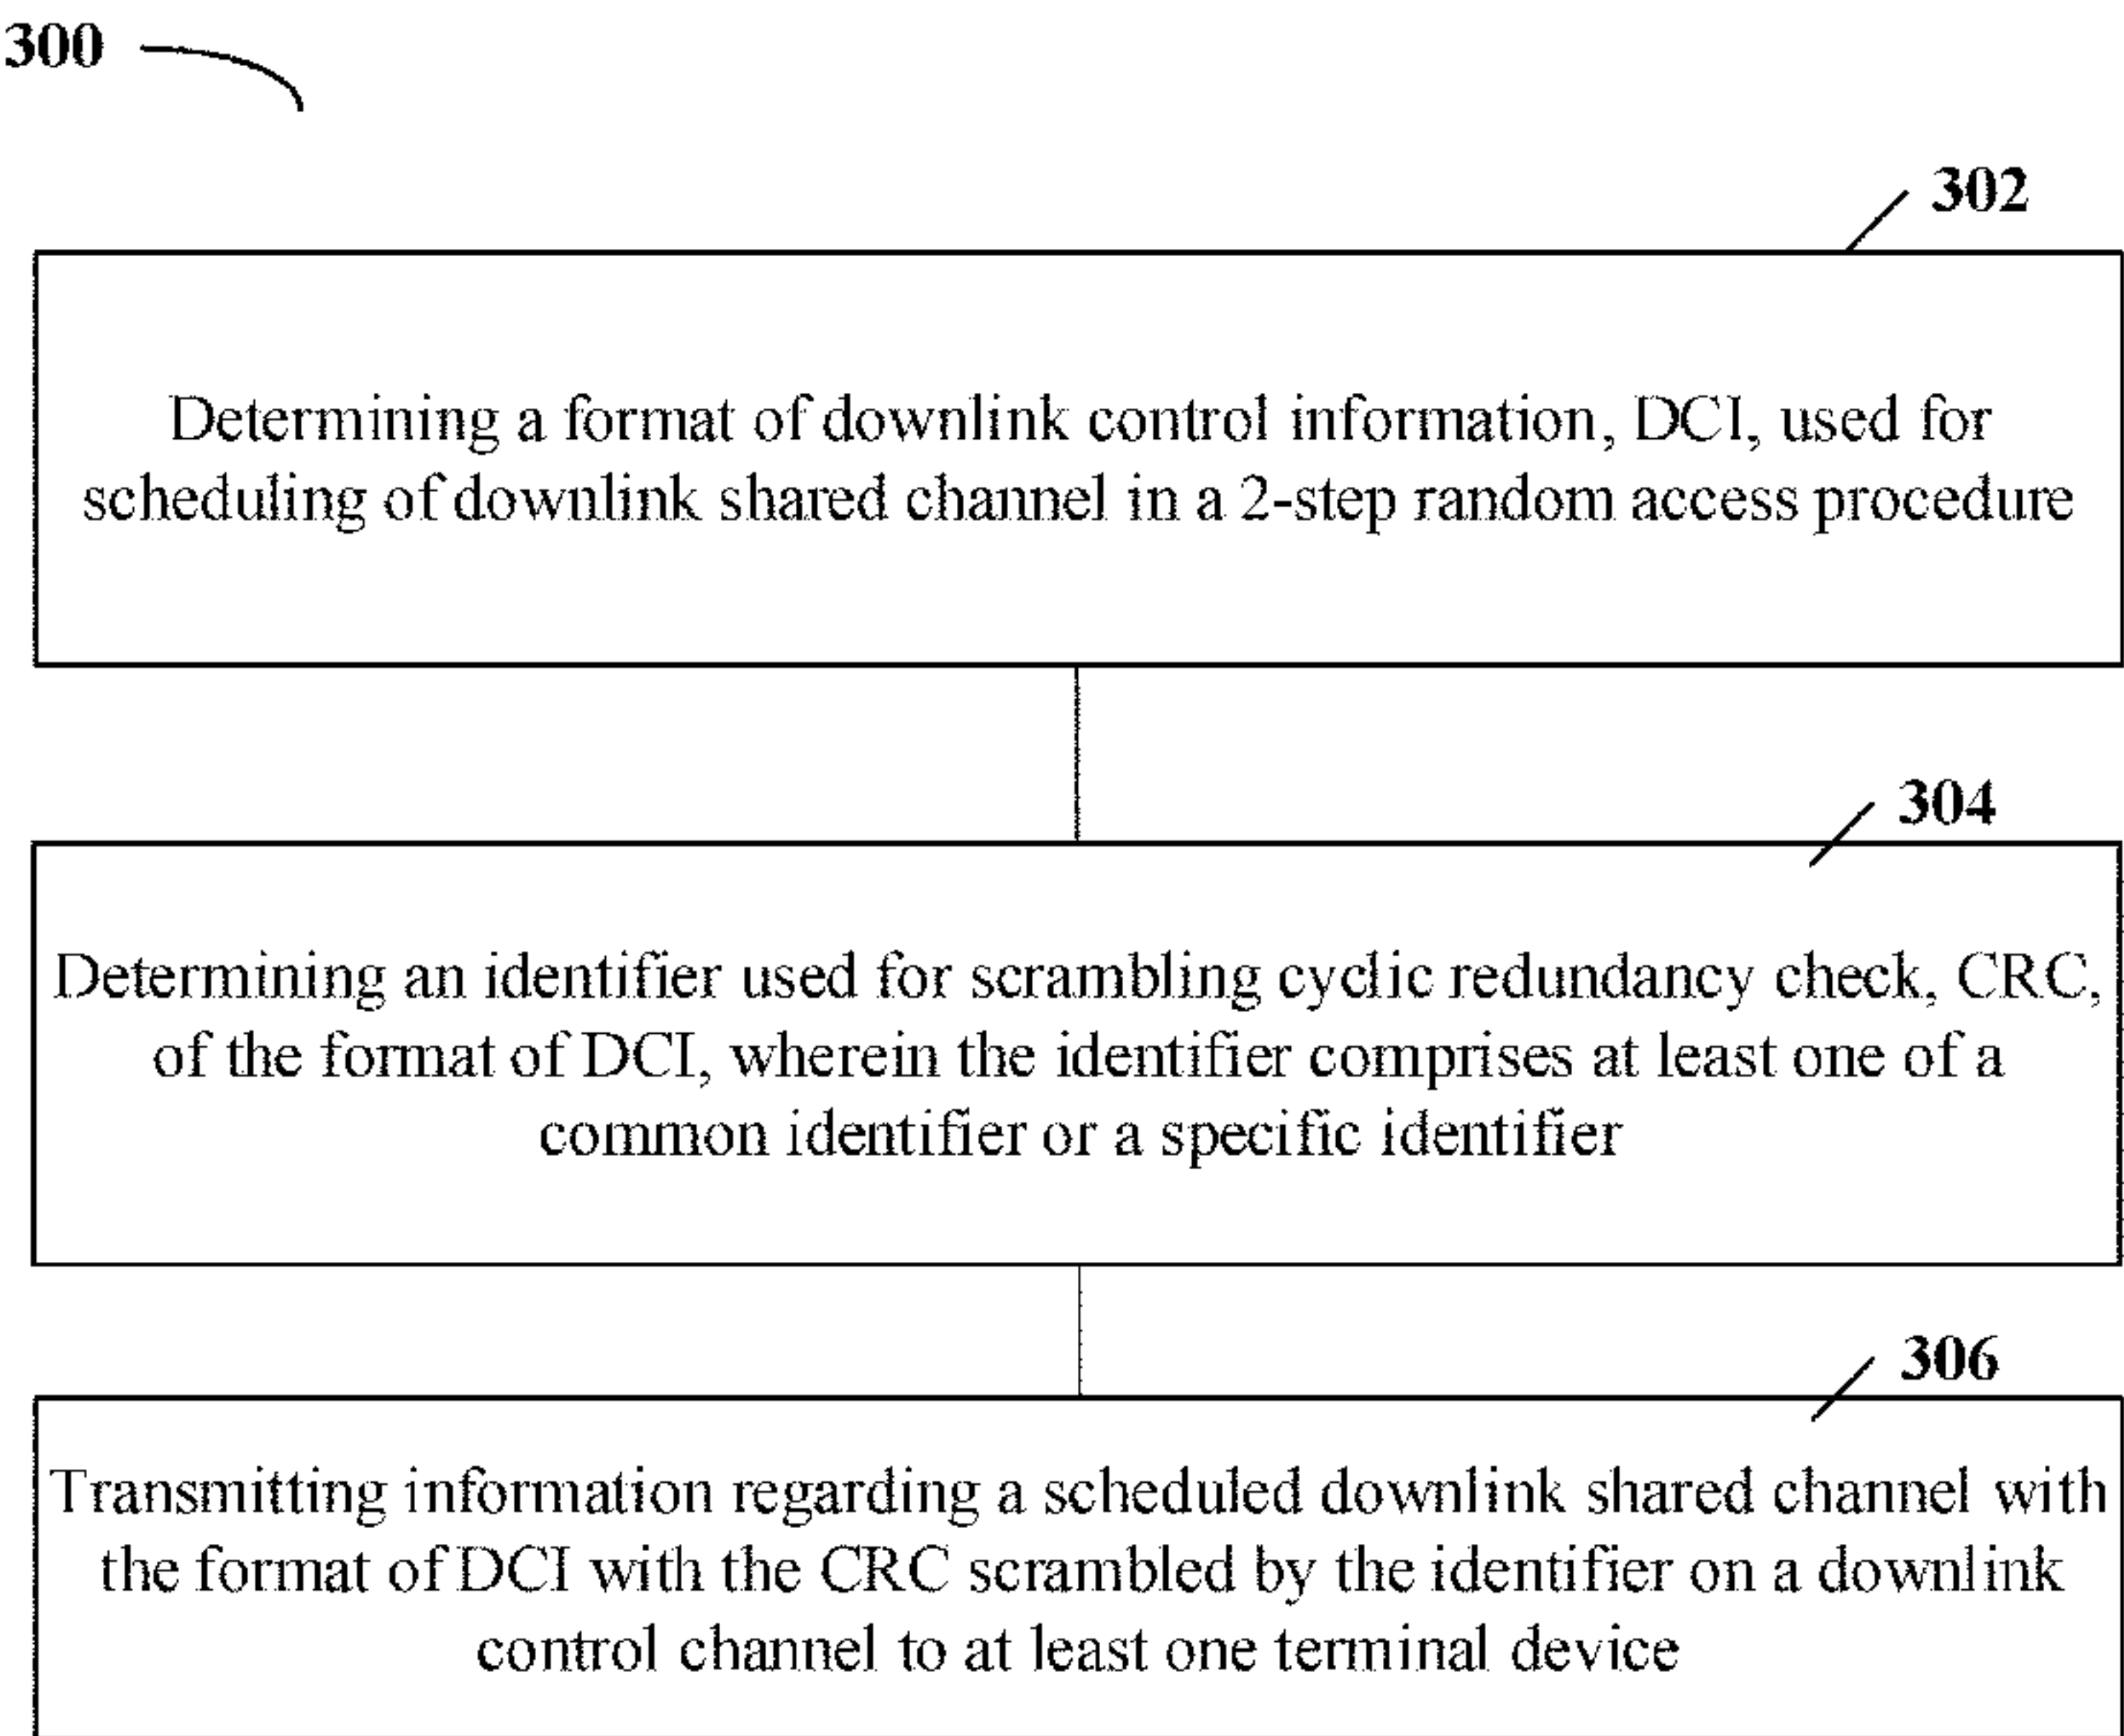 300
302
Determining a format of downlink control information, DCI, used for
scheduling of downlink shared channel in a 2-step random access procedure
304
Determining an identifier used for scrambling cyclic redundancy check, CRC,
of the format of DCI, wherein the identifier comprises at least one of a
common identifier or a specific identifier
306
Transmitting information regarding a scheduled downlink shared channel with
the format of DCI with the CRC scrambled by the identifier on a downlink
control channel to at least one terminal device